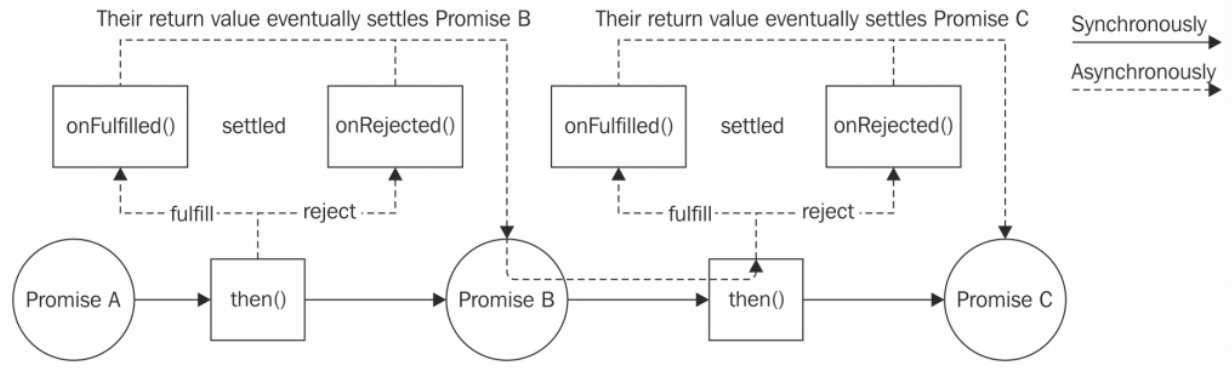 Their return value eventually settles Promise B
Their return value eventually settles Promise C
Synchronously
Asynchronously
onFulfilled()
settled
onRejected()
onFulfilled()
settled
onRejected()
fulfill
reject
fulfill
reject
Promise A
then()
Promise B
then()
Promise C